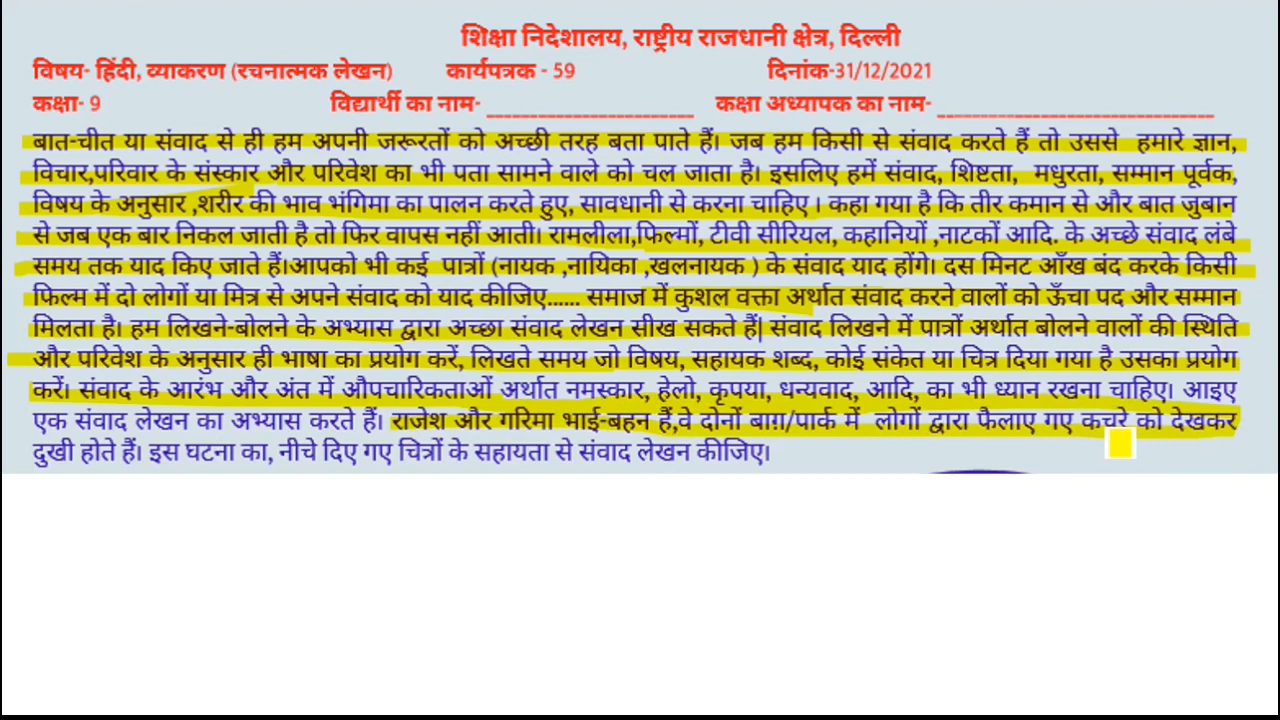 शिक्षा निदेशालय, राष्ट्रीय राजधानी क्षेत्र, दिल्ली
विषय- हिंदी, व्याकरण (रचनात्मक लेखन) कार्यपत्रक - 59 दिनांक-31/12/2021
कक्षा- 9 विद्यार्थी का नाम- ____________________ कक्षा अध्यापक का नाम- __________________________
बात-चीत या संवाद से ही हम अपनी जरूरतों को अच्छी तरह बता पाते हैं। जब हम किसी से संवाद करते हैं तो उससे हमारे ज्ञान,
विचार,परिवार के संस्कार और परिवेश का भी पता सामने वाले को चल जाता है। इसलिए हमें संवाद, शिष्टता, मधुरता, सम्मान पूर्वक,
विषय के अनुसार ,शरीर की भाव भंगिमा का पालन करते हुए, सावधानी से करना चाहिए । कहा गया है कि तीर कमान से और बात जुबान
से जब एक बार निकल जाती है तो फिर वापस नहीं आती। रामलीला,फिल्मों, टीवी सीरियल, कहानियों ,नाटकों आदि. के अच्छे संवाद लंबे
समय तक याद किए जाते हैं।आपको भी कई पात्रों (नायक ,नायिका ,खलनायक ) के संवाद याद होंगे। दस मिनट आँख बंद करके किसी
फिल्म में दो लोगों या मित्र से अपने संवाद को याद कीजिए...... समाज में कुशल वक्ता अर्थात संवाद करने वालों को ऊँचा पद और सम्मान
मिलता है। हम लिखने-बोलने के अभ्यास द्वारा अच्छा संवाद लेखन सीख सकते हैं| संवाद लिखने में पात्रों अर्थात बोलने वालों की स्थिति
और परिवेश के अनुसार ही भाषा का प्रयोग करें, लिखते समय जो विषय, सहायक शब्द, कोई संकेत या चित्र दिया गया है उसका प्रयोग
करें। संवाद के आरंभ और अंत में औपचारिकताओं अर्थात नमस्कार, हेलो, कृपया, धन्यवाद, आदि, का भी ध्यान रखना चाहिए। आइए
एक संवाद लेखन का अभ्यास करते हैं। राजेश और गरिमा भाई-बहन हैं,वे दोनों बाग़/पार्क में लोगों द्वारा फैलाए गए कचरे को देखकर
दुखी होते हैं। इस घटना का, नीचे दिए गए चित्रों के सहायता से संवाद लेखन कीजिए।